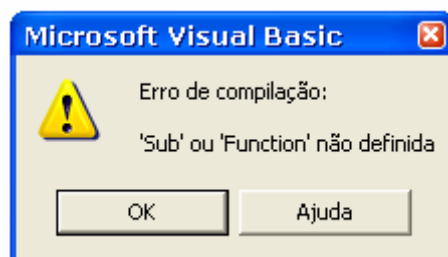 Microsoft Visual Basic
Erro de compilação:
'Sub' ou 'Function' não definida
OK
Ajuda